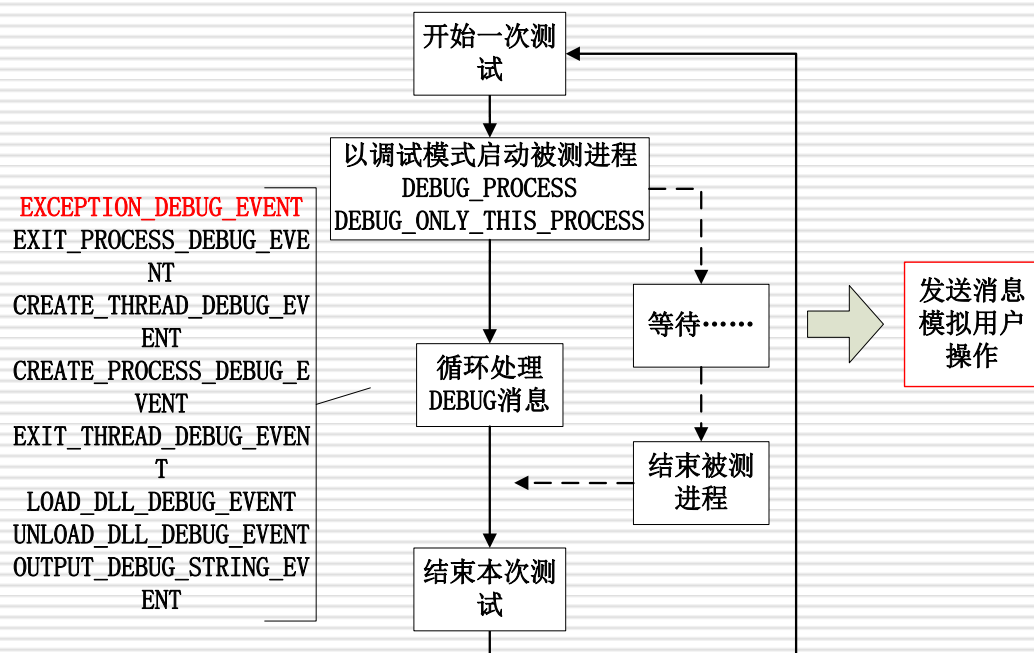 开始一次测
试
以调试模式启动被测进程
DEBUG_PROCESS
DEBUG_ONLY_THIS_PROCESS
EXCEPTION_DEBUG_EVENT
EXIT_PROCESS_DEBUG_EVE
NT
CREATE_THREAD_DEBUG_EV
ENT
CREATE_PROCESS_DEBUG_E
VENT
EXIT_THREAD_DEBUG_EVEN
T
LOAD_DLL_DEBUG_EVENT
UNLOAD_DLL_DEBUG_EVENT
OUTPUT_DEBUG_STRING_EV
ENT
等待……
发送消息
模拟用户
操作
循环处理
DEBUG消息
结束被测
进程
结束本次测
试